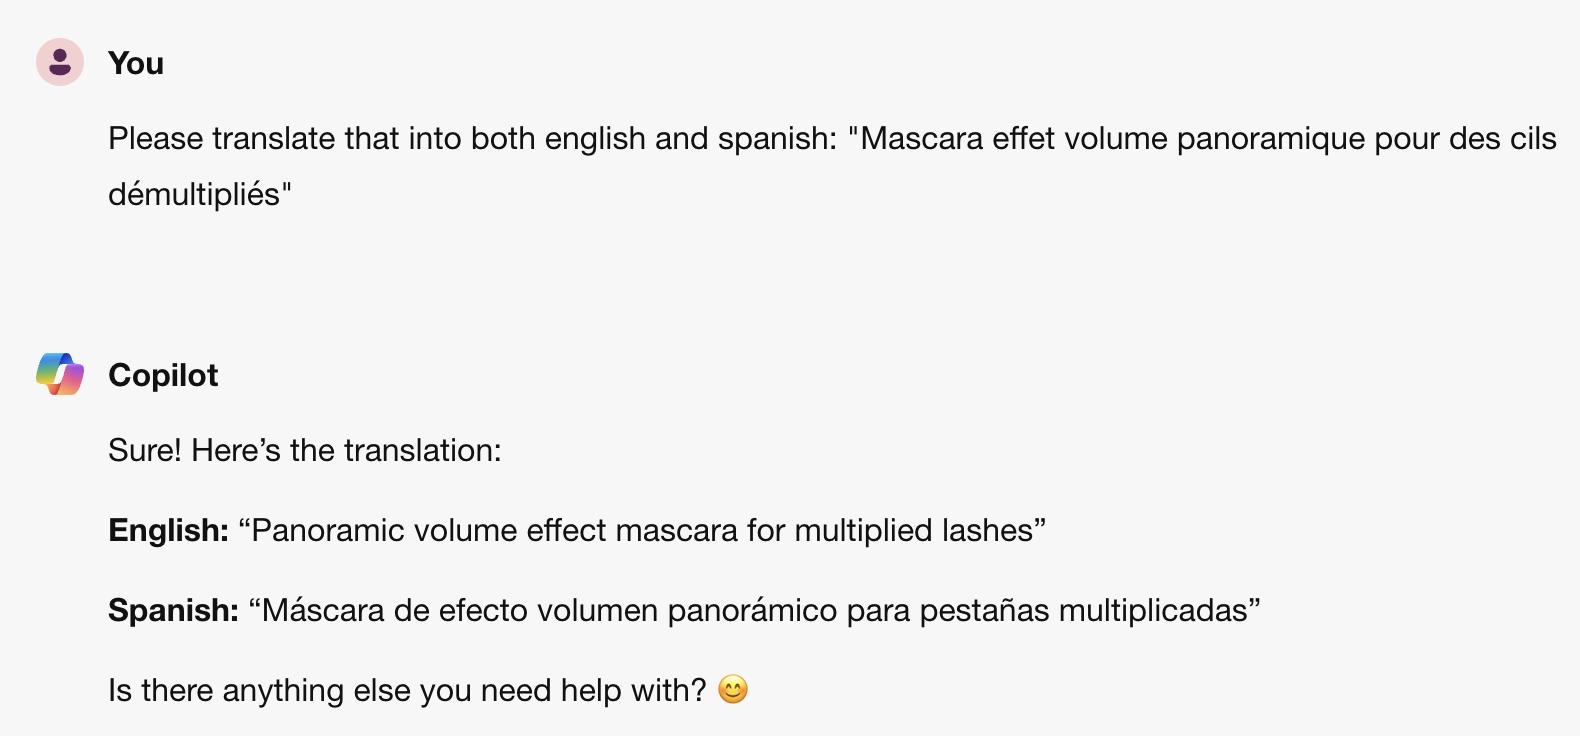 You
Please translate that into both english and spanish: "Mascara effet volume panoramique pour des cils
démultipliés"
Copilot
Sure! Here’s the translation:
English: “Panoramic volume effect mascara for multiplied lashes”
Spanish: “Máscara de efecto volumen panorámico para pestañas multiplicadas”
Is there anything else you need help with? 😊